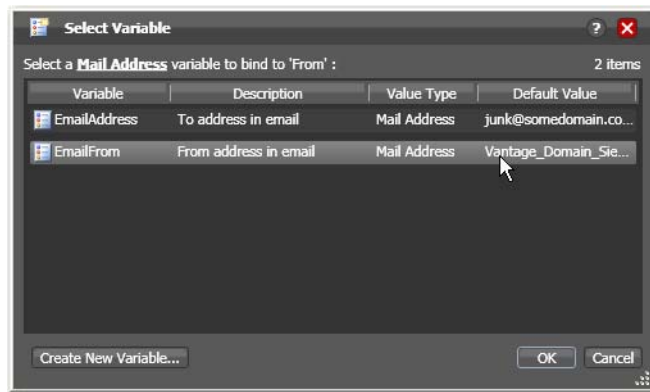 Select Variable
?
Select a Mail Address variable to bind to 'From' : 2 items
Variable Description Value Type Default Value
EmailAddress To address in email Mail Address junk@somedomain.co...
EmailFrom From address in email Mail Address Vantage_Domain_Sie...
Create New Variable... OK Cancel